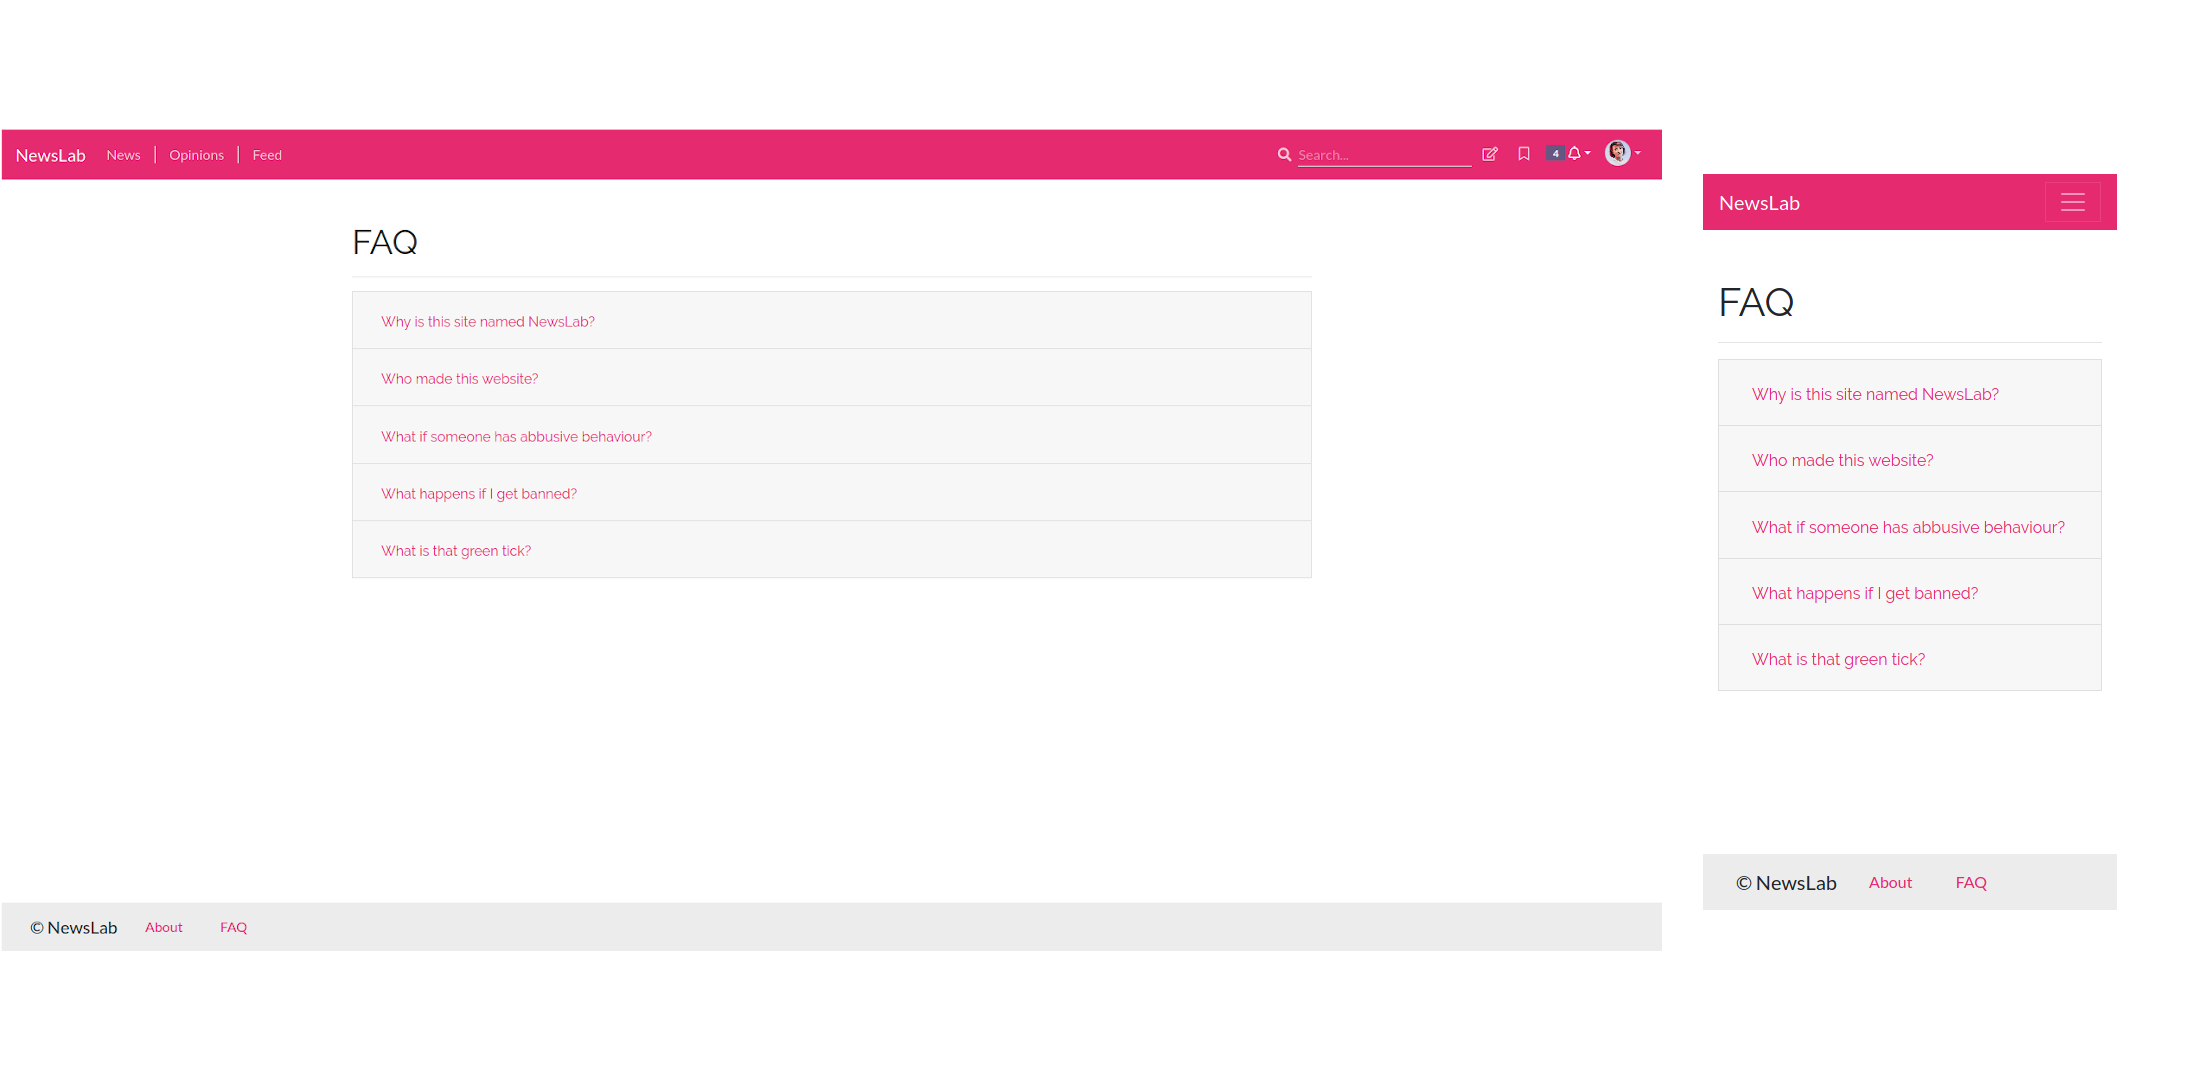 NewsLab News Opinions Feed Search... 4
FAQ
Why is this site named NewsLab?
Who made this website?
What if someone has abbusive behaviour?
What happens if I get banned?
What is that green tick?
© NewsLab About FAQ
NewsLab
FAQ
Why is this site named NewsLab?
Who made this website?
What if someone has abbusive behaviour?
What happens if I get banned?
What is that green tick?
© NewsLab About FAQ